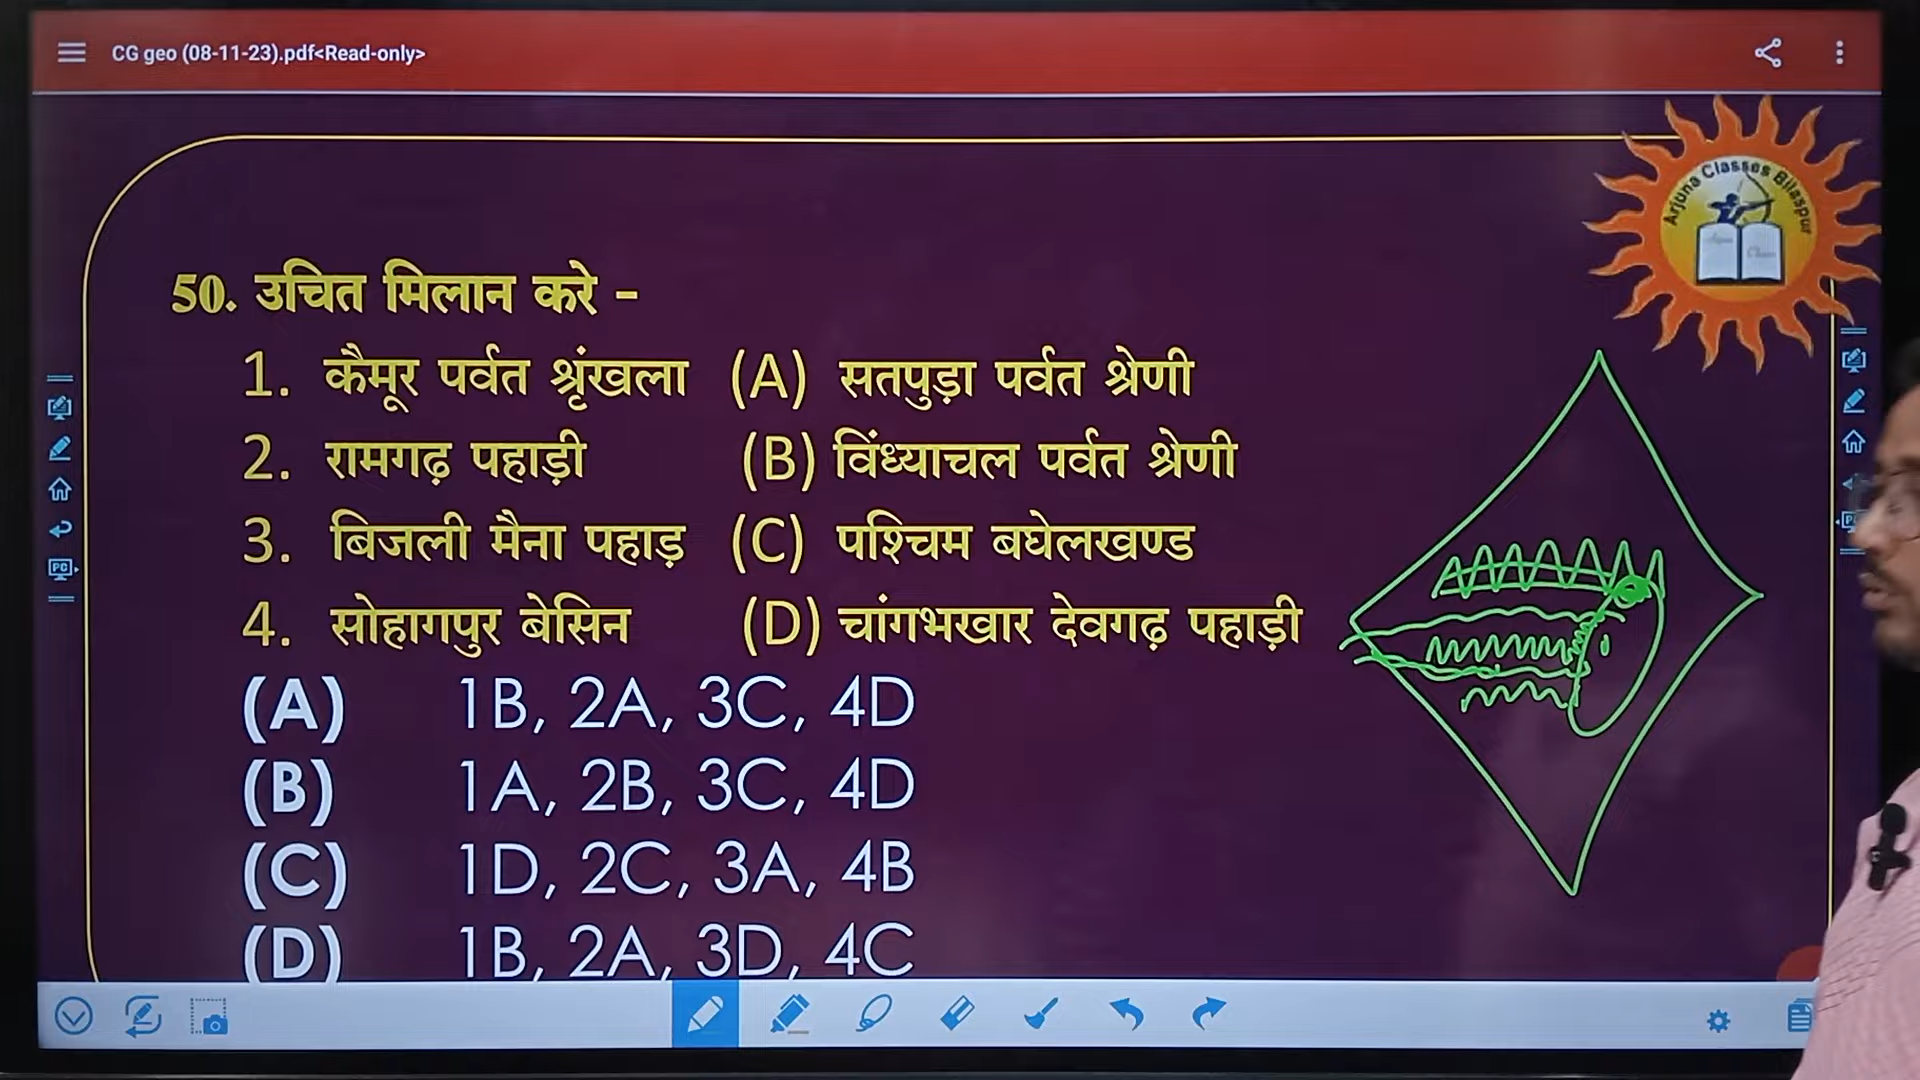 CG geo (08-11-23).pdf<Read-only>
Arjuna Classes Bilaspur
50. उचित मिलान करे -
1. कैमूर पर्वत श्रृंखला (A) सतपुड़ा पर्वत श्रेणी
2. रामगढ़ पहाड़ी (B) विंध्याचल पर्वत श्रेणी
3. बिजली मैना पहाड़ (C) पश्चिम बघेलखण्ड
4. सोहागपुर बेसिन (D) चांगभखार देवगढ़ पहाड़ी
(A) 1B, 2A, 3C, 4D
(B) 1A, 2B, 3C, 4D
(C) 1D, 2C, 3A, 4B
(D) 1B, 2A, 3D, 4C
PC